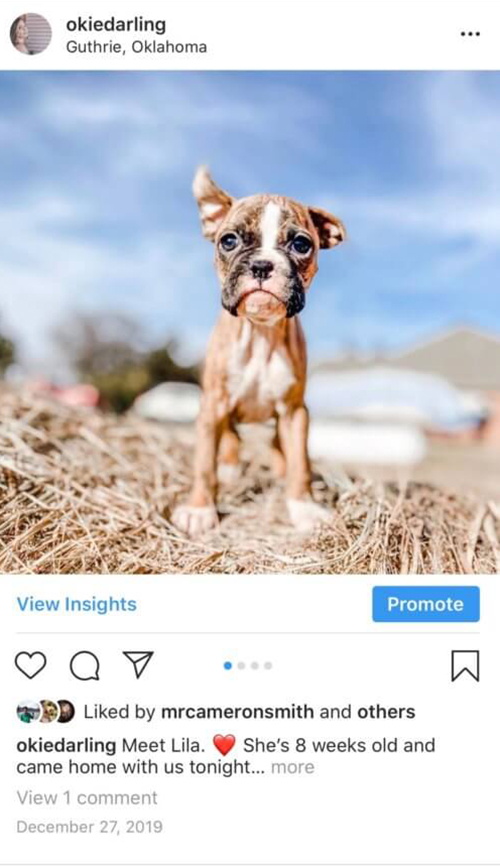 okiedarling
Guthrie, Oklahoma
View Insights
Promote
Liked by mrcameronsmith and others
okiedarling Meet Lila. ❤️ She's 8 weeks old and
came home with us tonight... more
View 1 comment
December 27, 2019